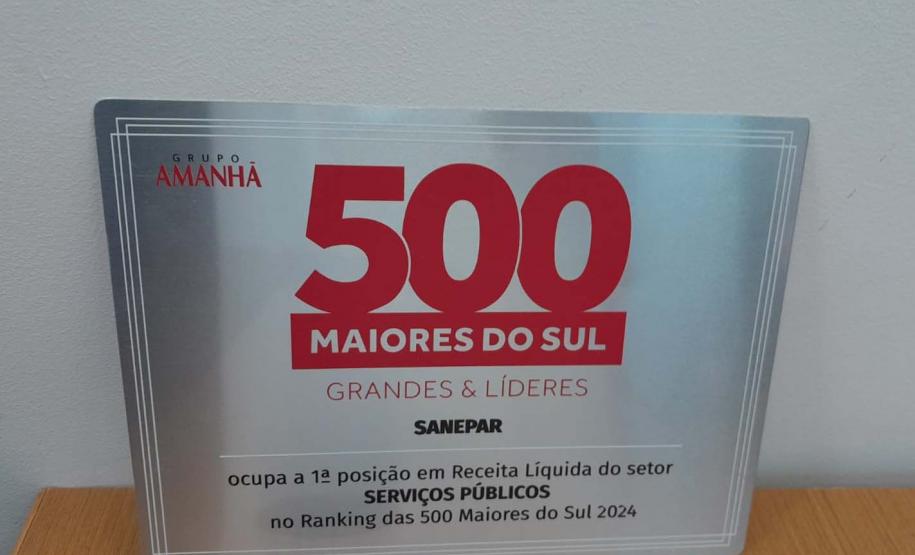 GRUPO
AMANHÃ
500
MAIORES DO SUL
GRANDES & LÍDERES
SANEPAR
ocupa a 1ª posição em Receita Líquida do setor
SERVIÇOS PÚBLICOS
no Ranking das 500 Maiores do Sul 2024